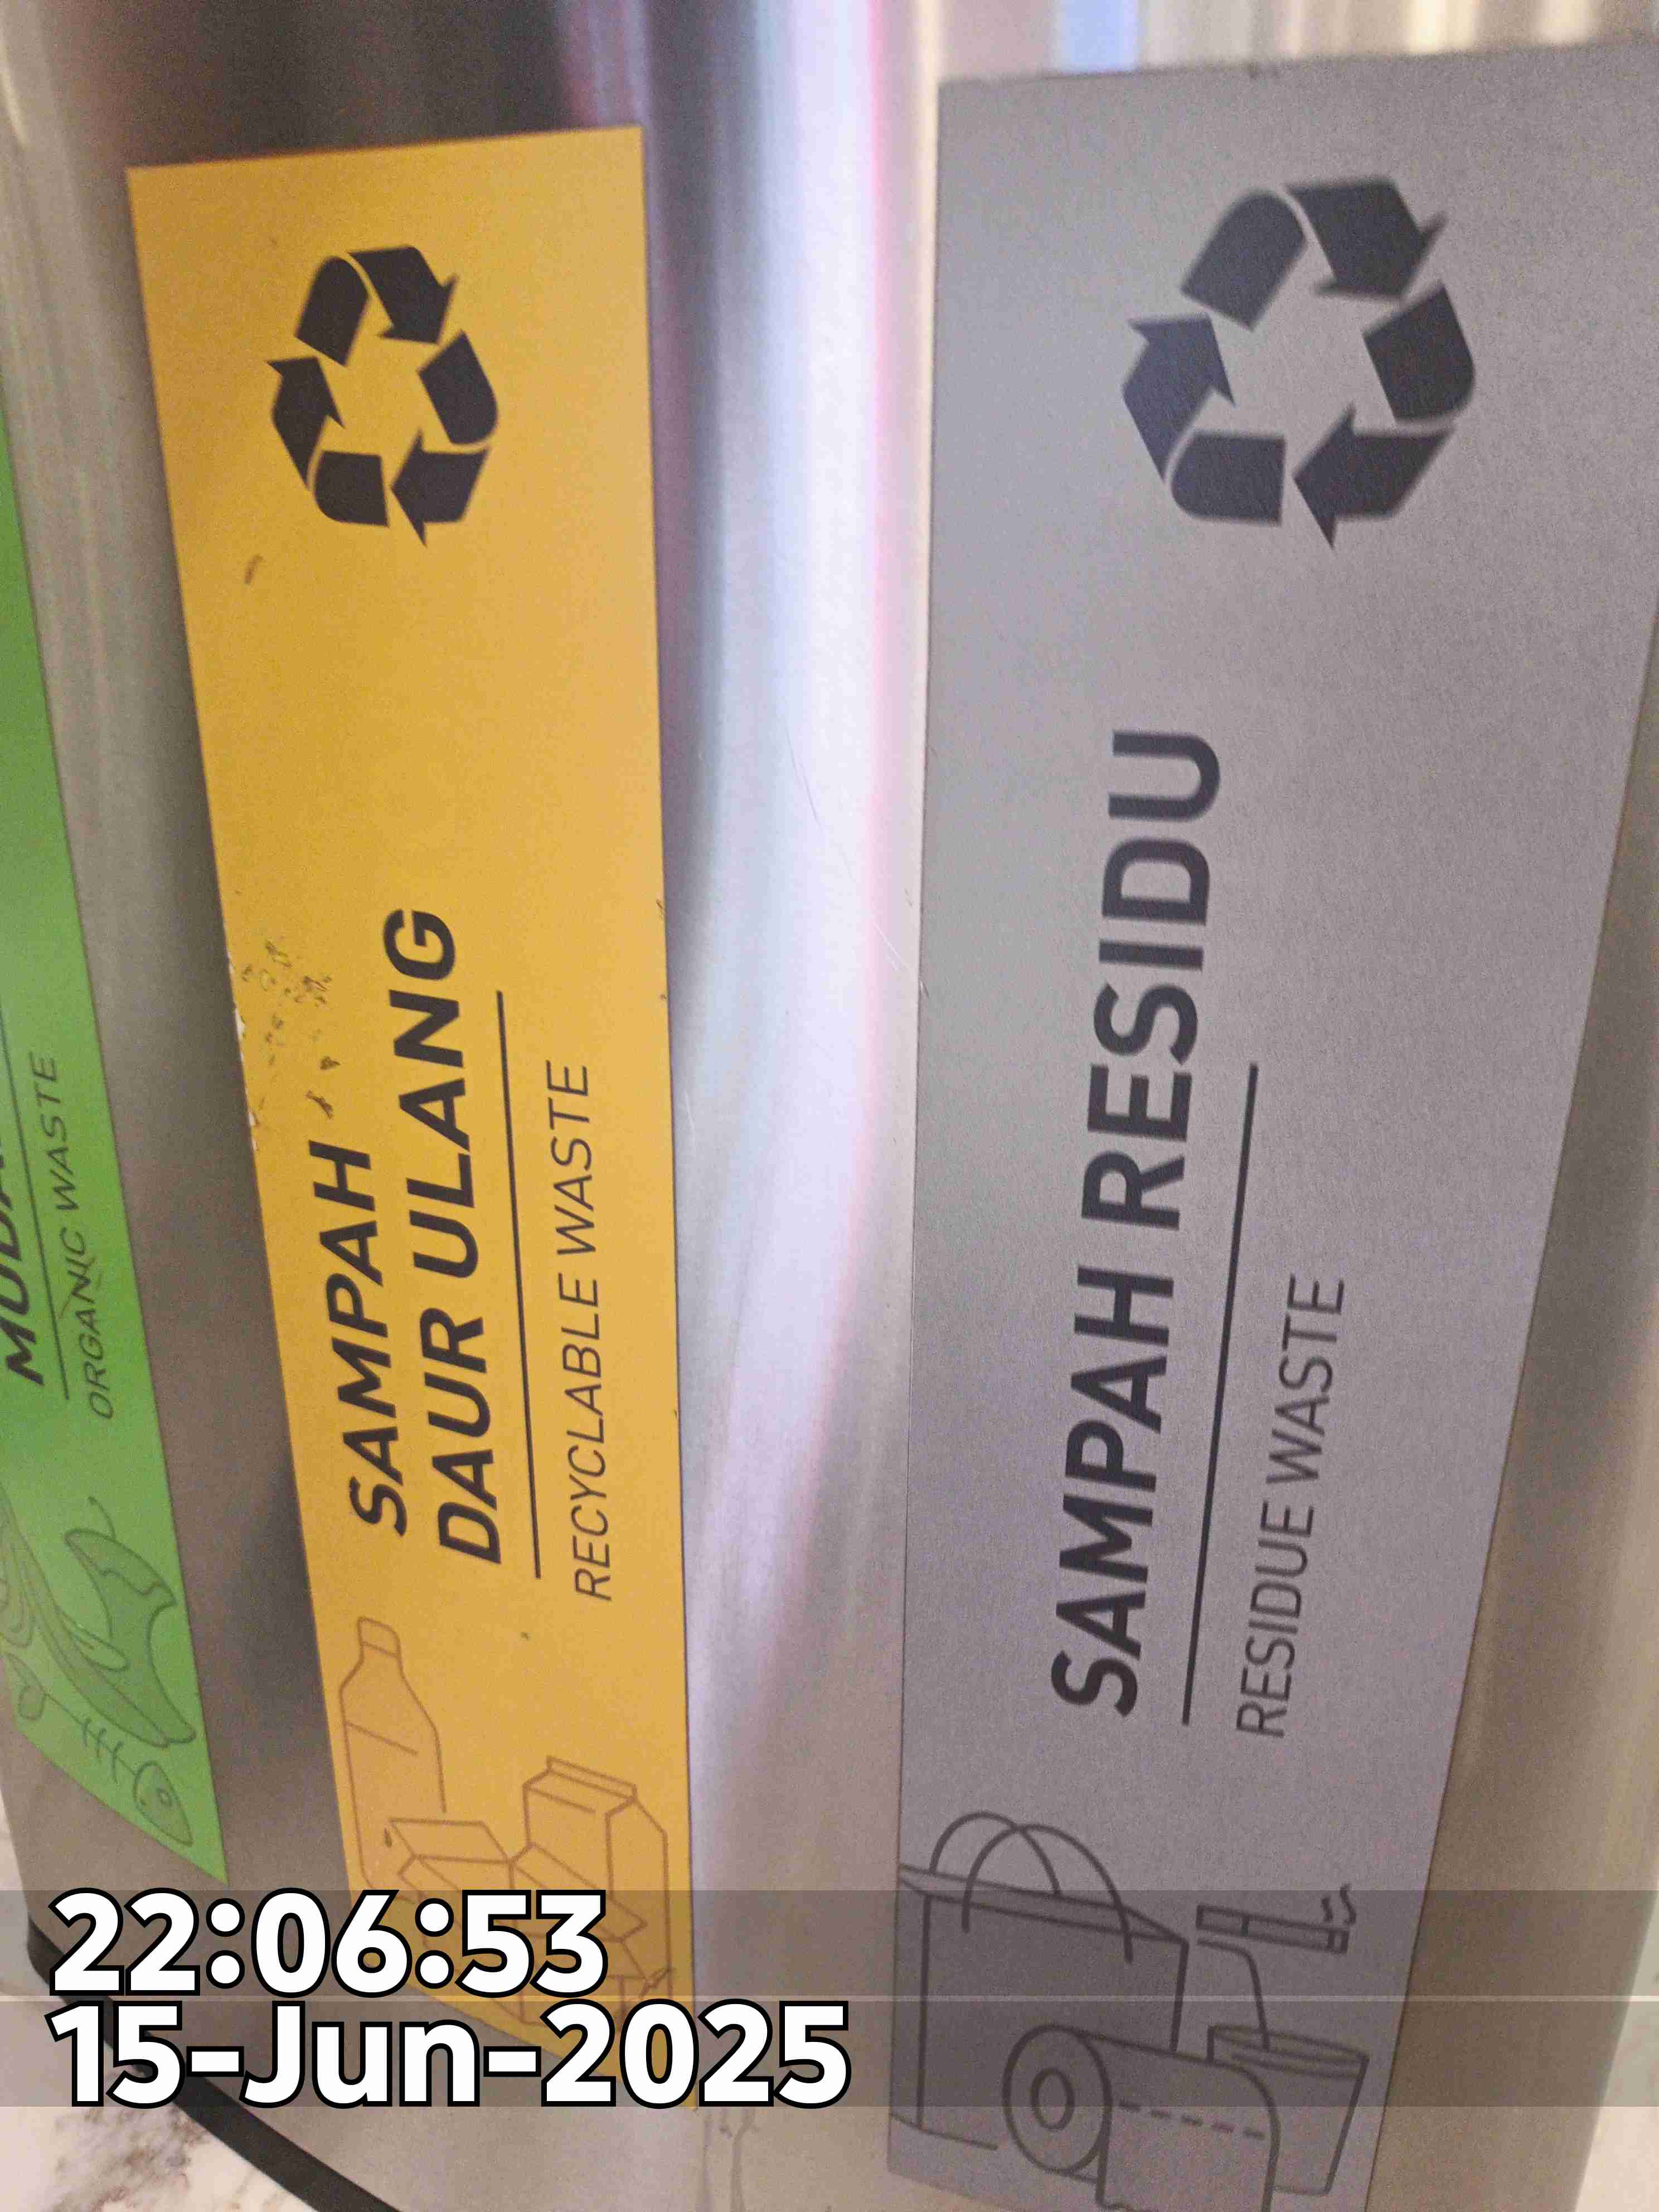 ORGANIC WASTE
SAMPAH
DAUR ULANG
RECYCLABLE WASTE
SAMPAH RESIDU
RESIDUE WASTE
22:06:53
15-Jun-2025